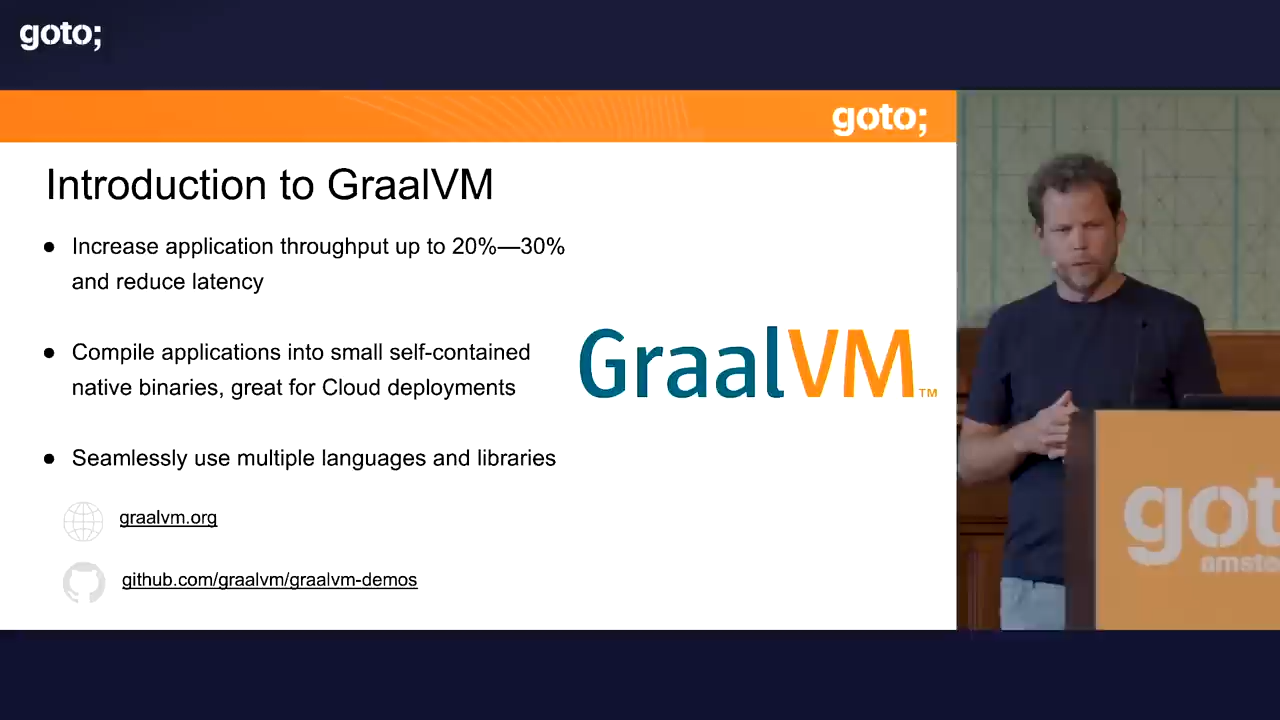 goto;
goto;
Introduction to GraalVM
● Increase application throughput up to 20%—30%
and reduce latency
● Compile applications into small self-contained
native binaries, great for Cloud deployments
GraalVM™
● Seamlessly use multiple languages and libraries
graalvm.org
github.com/graalvm/graalvm-demos
got
amste